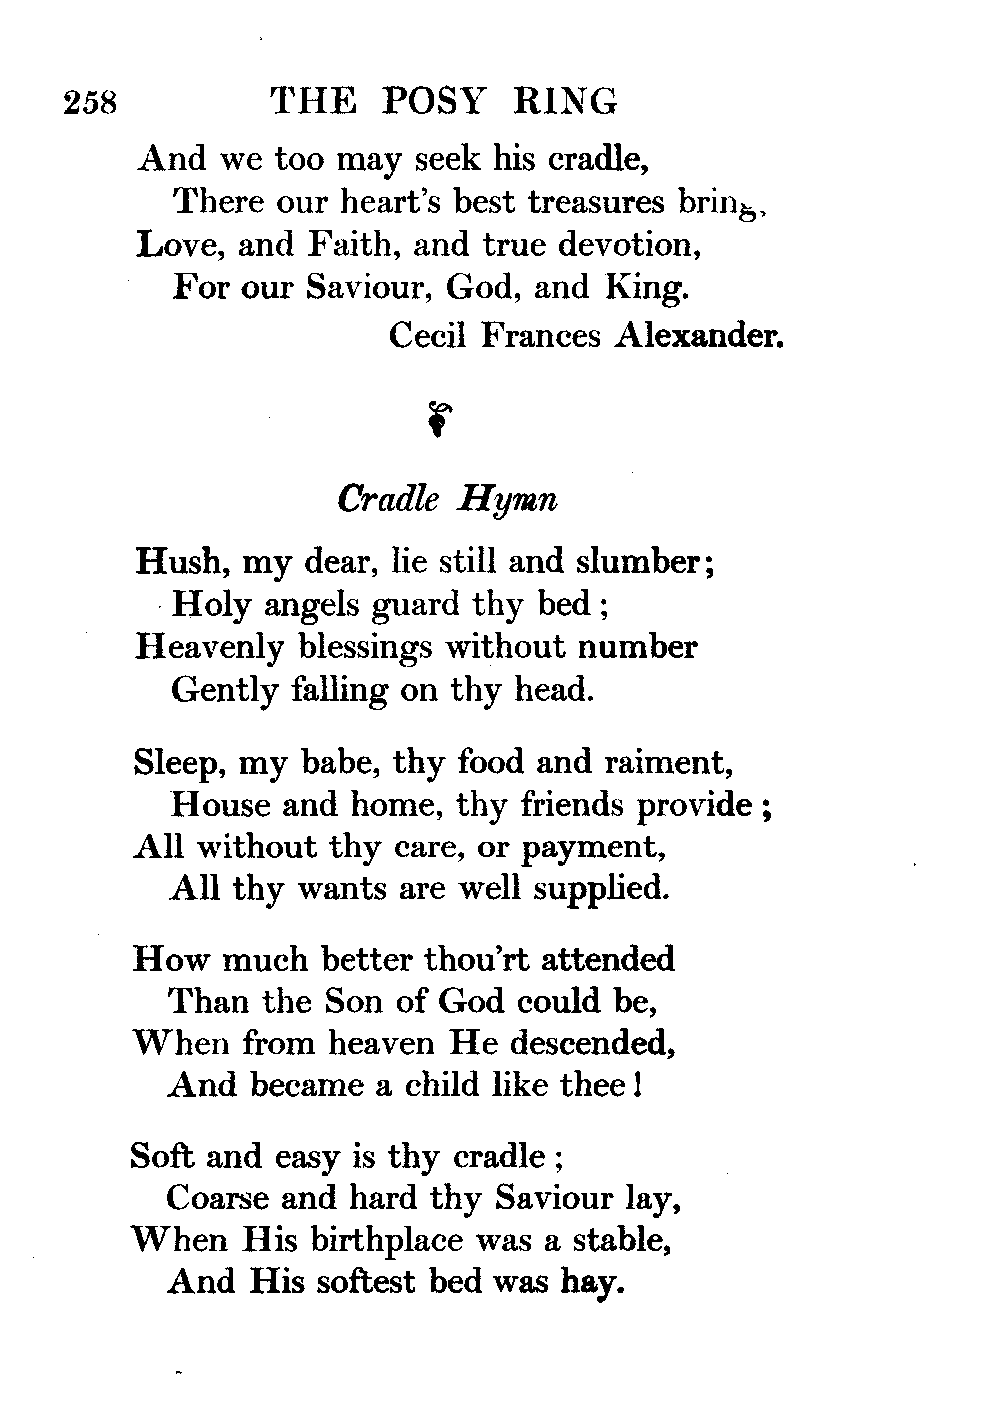 258 THE POSY RING
And we too may seek his cradle,
There our heart's best treasures bring,
Love, and Faith, and true devotion,
For our Saviour, God, and King.
Cecil Frances Alexander.
Cradle Hymn
Hush, my dear, lie still and slumber;
Holy angels guard thy bed;
Heavenly blessings without number
Gently falling on thy head.
Sleep, my babe, thy food and raiment,
House and home, thy friends provide;
All without thy care, or payment,
All thy wants are well supplied.
How much better thou'rt attended
Than the Son of God could be,
When from heaven He descended,
And became a child like thee!
Soft and easy is thy cradle;
Coarse and hard thy Saviour lay,
When His birthplace was a stable,
And His softest bed was hay.